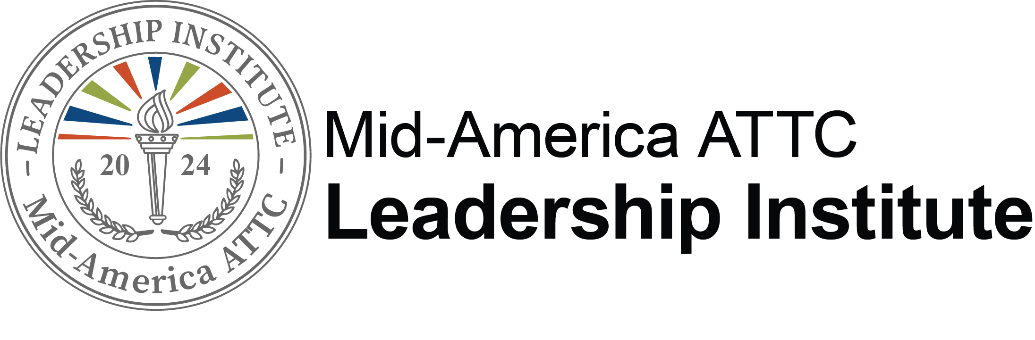 LEADERSHIP INSTITUTE
20 24
Mid-America ATTC
Mid-America ATTC
Leadership Institute